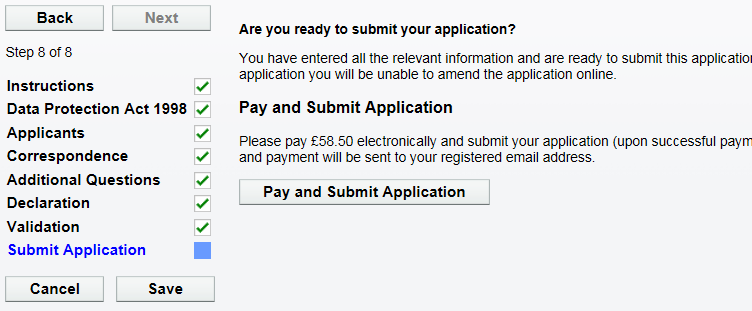 Back
Next
Step 8 of 8
Instructions
Data Protection Act 1998
Applicants
Correspondence
Additional Questions
Declaration
Validation
Submit Application
Cancel
Save
Are you ready to submit your application?
You have entered all the relevant information and are ready to submit this
application you will be unable to amend the application online.
Pay and Submit Application
Please pay £58.50 electronically and submit your application (upon successful
and payment will be sent to your registered email address.
Pay and Submit Application